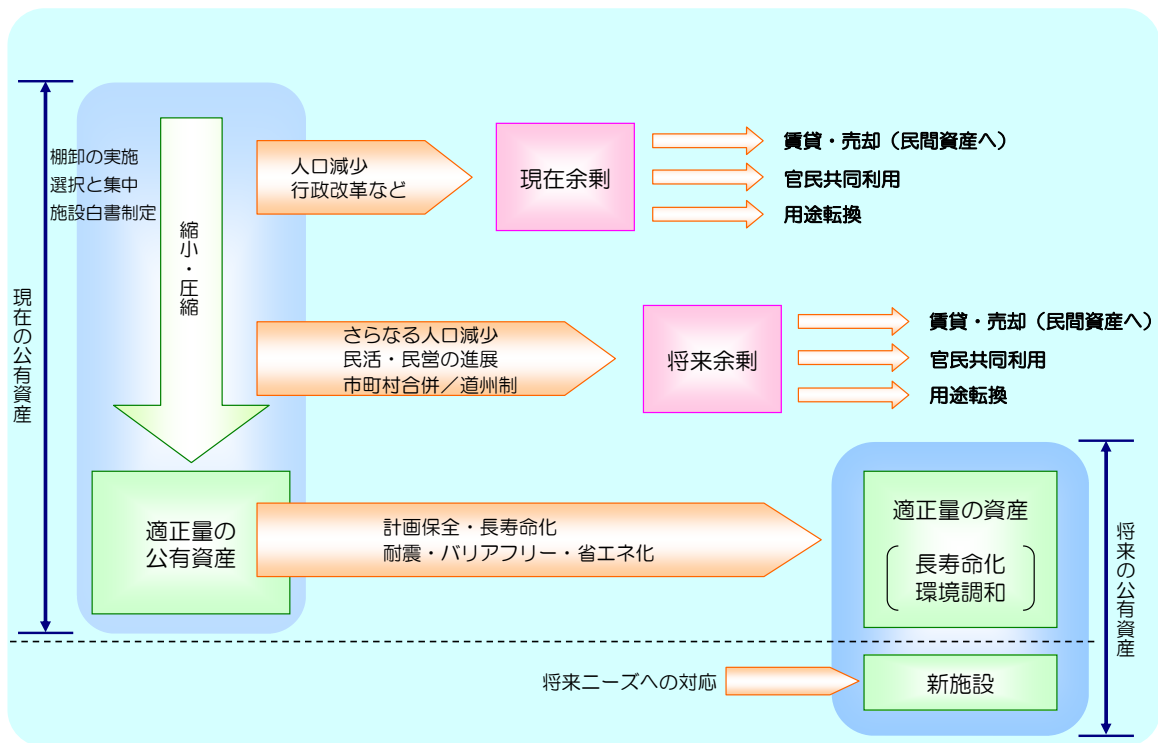 現在の公有資産
棚卸の実施
選択と集中
施設白書制定
縮小・圧縮
人口減少
行政改革など
現在余剰
賃貸・売却（民間資産へ）
官民共同利用
用途転換
さらなる人口減少
民活・民営の進展
市町村合併／道州制
将来余剰
賃貸・売却（民間資産へ）
官民共同利用
用途転換
適正量の
公有資産
計画保全・長寿命化
耐震・バリアフリー・省エネ化
適正量の資産
長寿命化
環境調和
将来の公有資産
将来ニーズへの対応
新施設